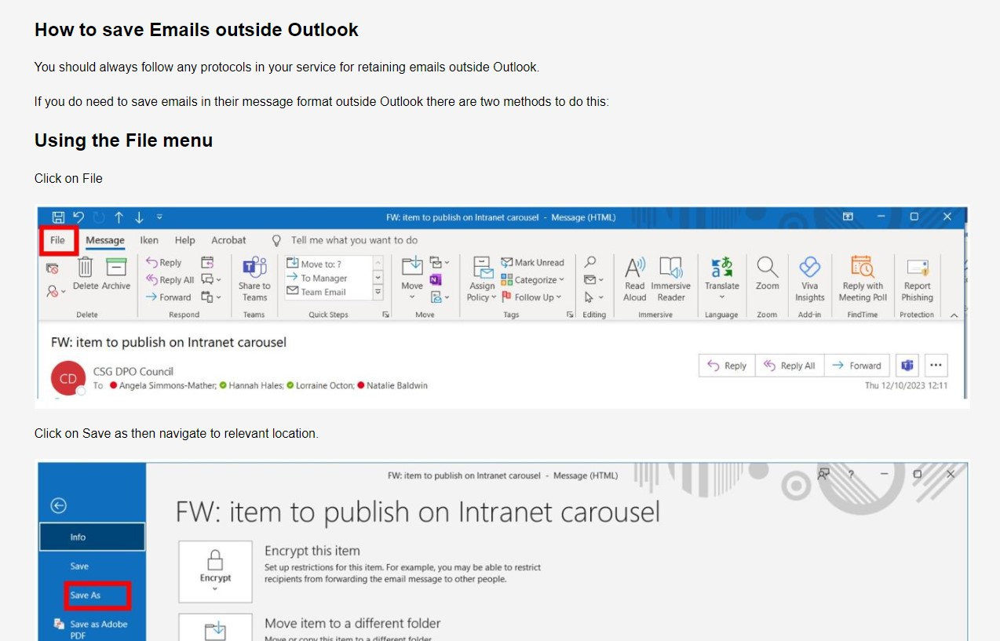 How to save Emails outside Outlook
You should always follow any protocols in your service for retaining emails outside Outlook.
If you do need to save emails in their message format outside Outlook there are two methods to do this:
Using the File menu
Click on File
FW: item to publish on Intranet carousel - Message (HTML)
File Message Iken Help Acrobat Tell me what you want to do
Delete Archive
Reply
Reply All
Forward
Share to Teams
Move to: ?
To Manager
Team Email
Move
Assign Policy
Mark Unread
Categorize
Follow Up
Read Aloud
Immersive Reader
Translate
Zoom
Viva Insights
Reply with Meeting Poll
Report Phishing
Delete Respond Teams Quick Steps Move Tags Editing Immersive Language Zoom Add-in FindTime Protection
FW: item to publish on Intranet carousel
CD
CSG DPO Council
To Angela Simmons-Mather; Hannah Hales; Lorraine Octon; Natalie Baldwin
Reply Reply All Forward
Thu 12/10/2023 12:11
Click on Save as then navigate to relevant location.
FW: item to publish on Intranet carousel - Message (HTML) ?
FW: item to publish on Intranet carousel
Info
Save
Save As
Save as Adobe
PDF
Encrypt
Encrypt this item
Set up restrictions for this item. For example, you may be able to restrict
recipients from forwarding the email message to other people.
Move item to a different folder
Move or copy this item to a different folder.